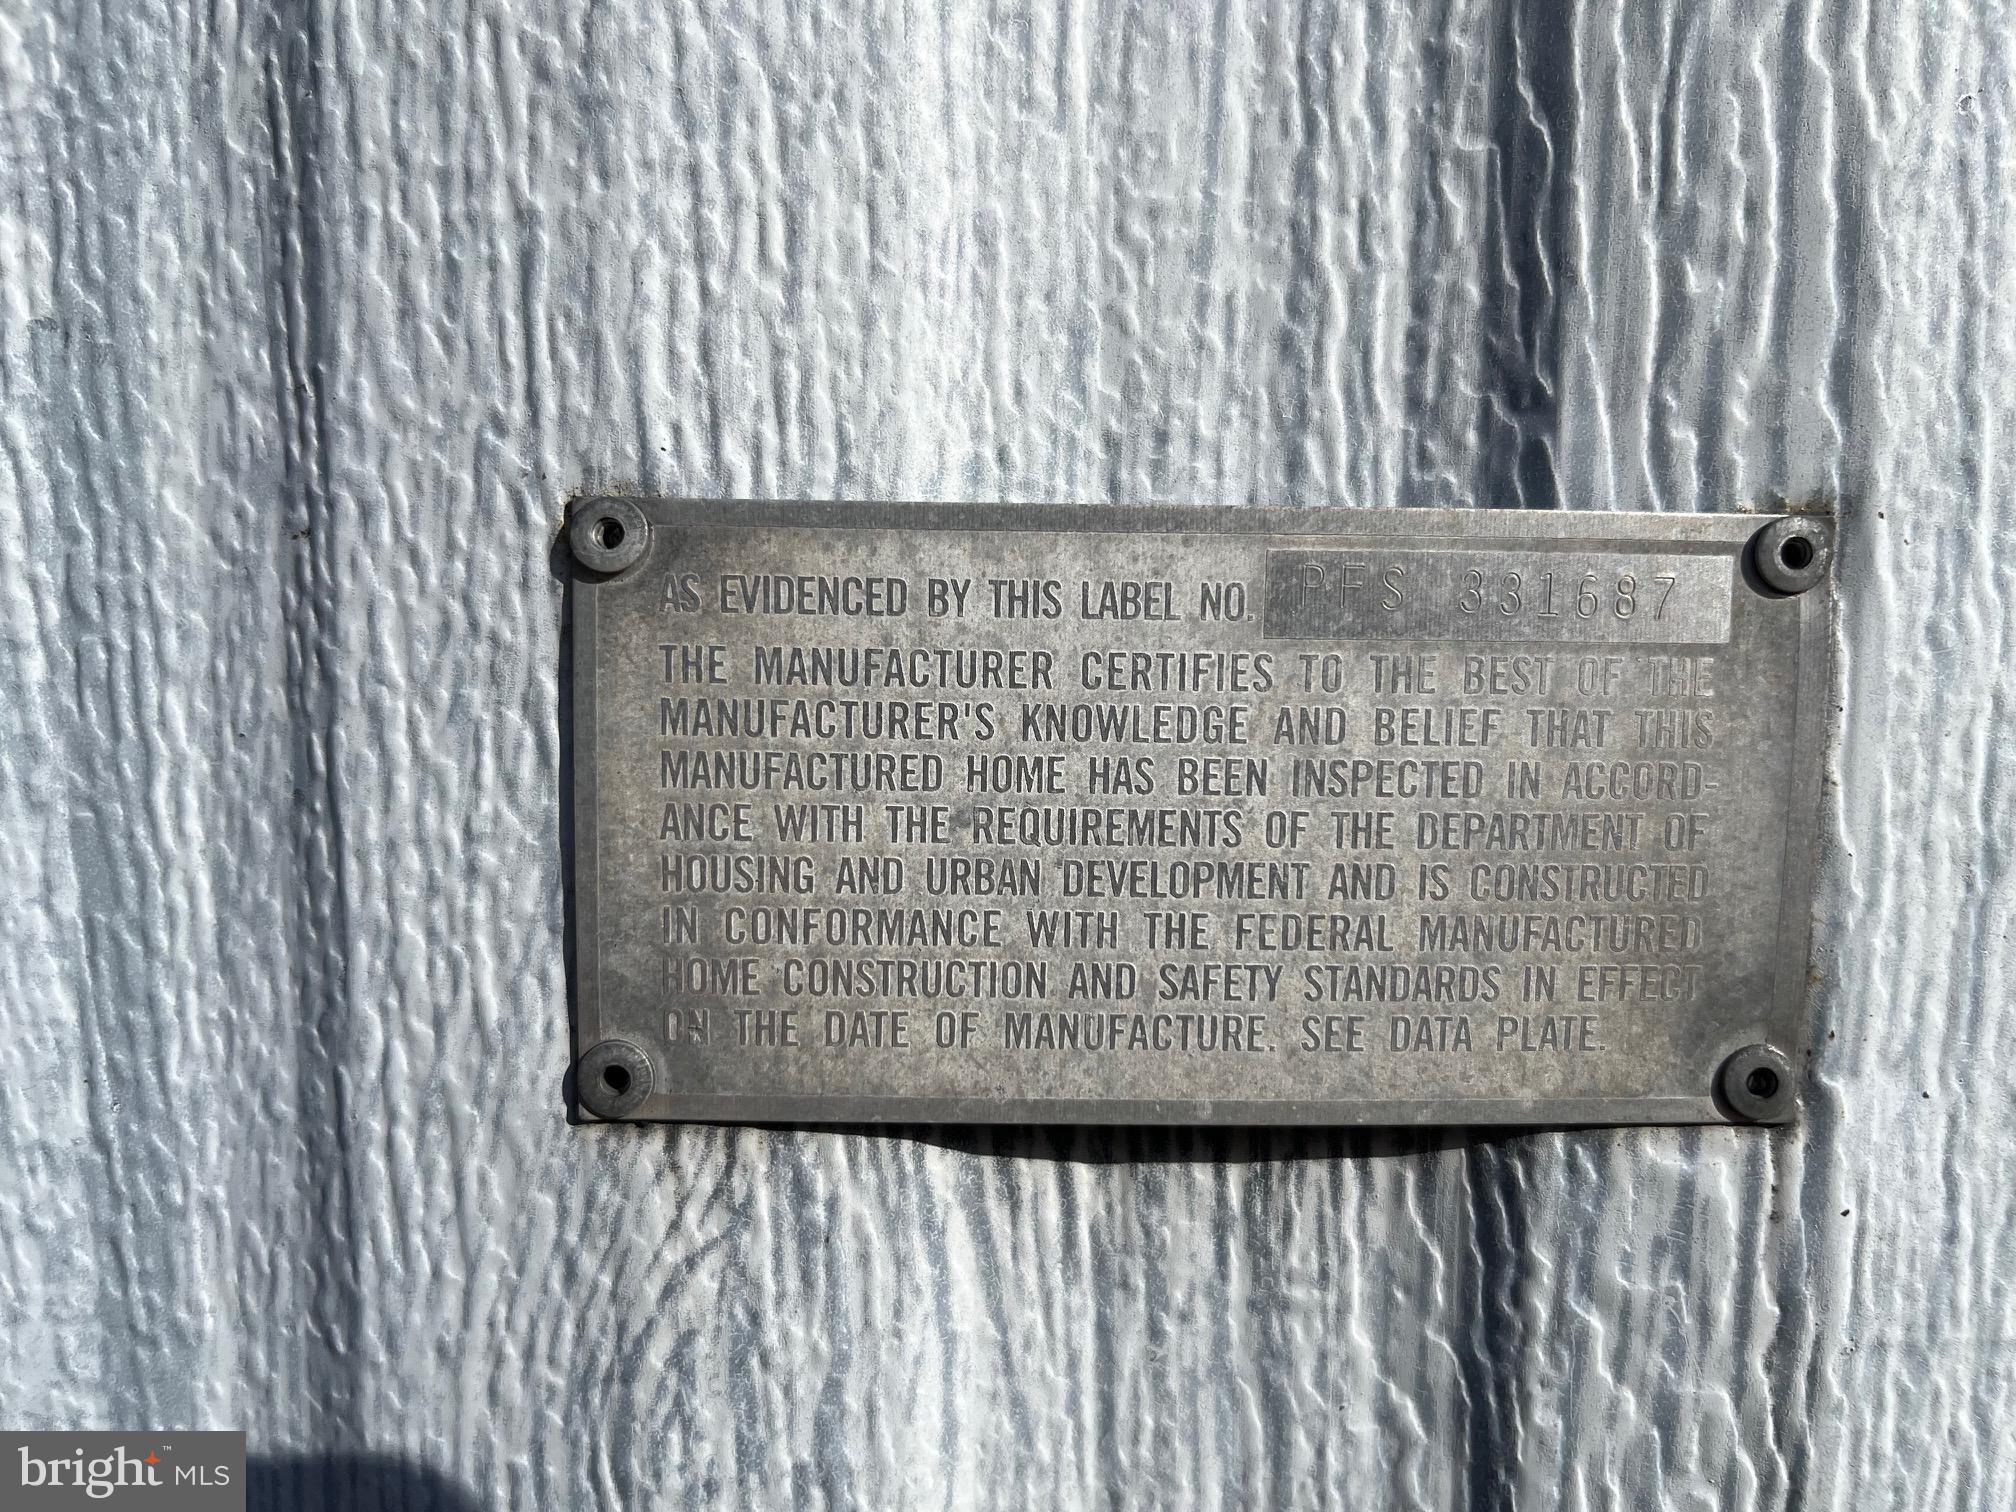 AS EVIDENCED BY THIS LABEL NO. PFS 331687
THE MANUFACTURER CERTIFIES TO THE BEST OF THE
MANUFACTURER'S KNOWLEDGE AND BELIEF THAT THIS
MANUFACTURED HOME HAS BEEN INSPECTED IN ACCORD-
ANCE WITH THE REQUIREMENTS OF THE DEPARTMENT OF
HOUSING AND URBAN DEVELOPMENT AND IS CONSTRUCTED
IN CONFORMANCE WITH THE FEDERAL MANUFACTURED
HOME CONSTRUCTION AND SAFETY STANDARDS IN EFFECT
ON THE DATE OF MANUFACTURE. SEE DATA PLATE.
bright™ MLS